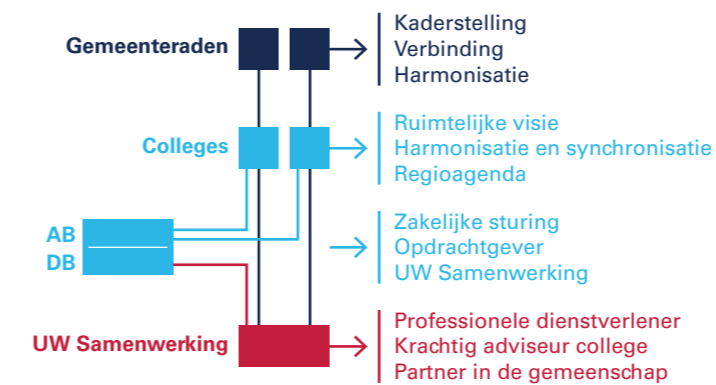 Gemeenteraden
Kaderstelling
Verbinding
Harmonisatie
Colleges
Ruimtelijke visie
Harmonisatie en synchronisatie
Regioagenda
AB
DB
Zakelijke sturing
Opdrachtgever
UW Samenwerking
UW Samenwerking
Professionele dienstverlener
Krachtig adviseur college
Partner in de gemeenschap